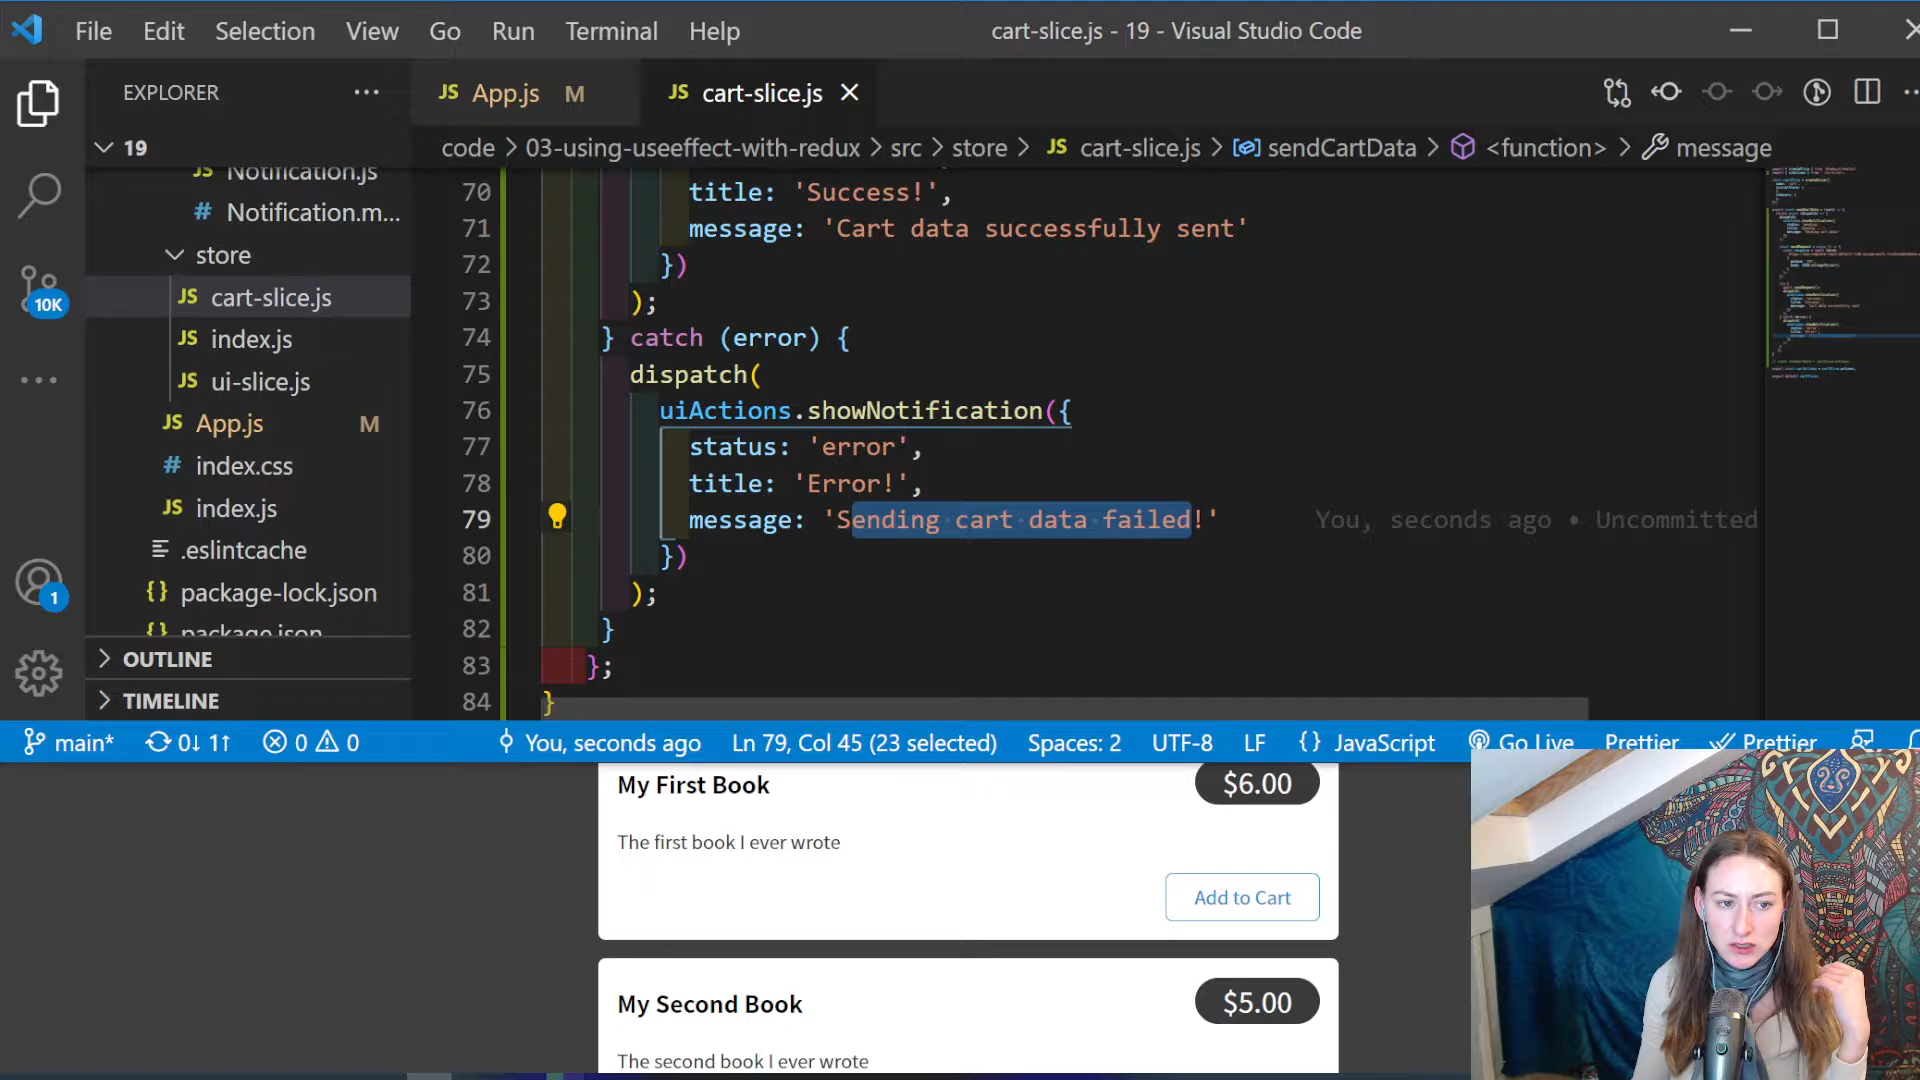 File Edit Selection View Go Run Terminal Help
cart-slice.js - 19 - Visual Studio Code
EXPLORER
JS App.js M
JS cart-slice.js
19
code > 03-using-useeffect-with-redux > src > store > JS cart-slice.js > sendCartData > <function> > message
JS Notification.js
# Notification.m...
store
JS cart-slice.js
JS index.js
JS ui-slice.js
JS App.js M
# index.css
JS index.js
.eslintcache
{} package-lock.json
{} package.json
OUTLINE
TIMELINE
10K
1
70 title: 'Success!',
71 message: 'Cart data successfully sent'
72 })
73 );
74 } catch (error) {
75 dispatch(
76 uiActions.showNotification({
77 status: 'error',
78 title: 'Error!',
79 message: 'Sending cart data failed!' You, seconds ago • Uncommitted
80 })
81 );
82 }
83 };
84 }
main* 0↓ 1↑ 0 0 You, seconds ago Ln 79, Col 45 (23 selected) Spaces: 2 UTF-8 LF {} JavaScript Go Live Prettier Prettier
My First Book $6.00
The first book I ever wrote
Add to Cart
My Second Book $5.00
The second book I ever wrote